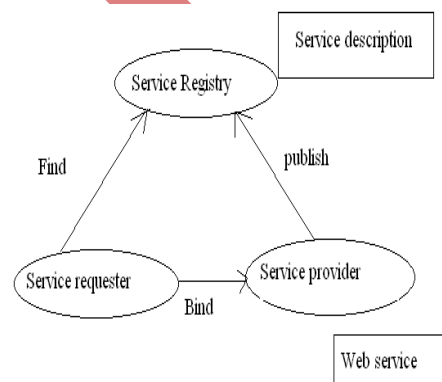 Service description
Service Registry
Find
publish
Service requester
Service provider
Bind
Web service